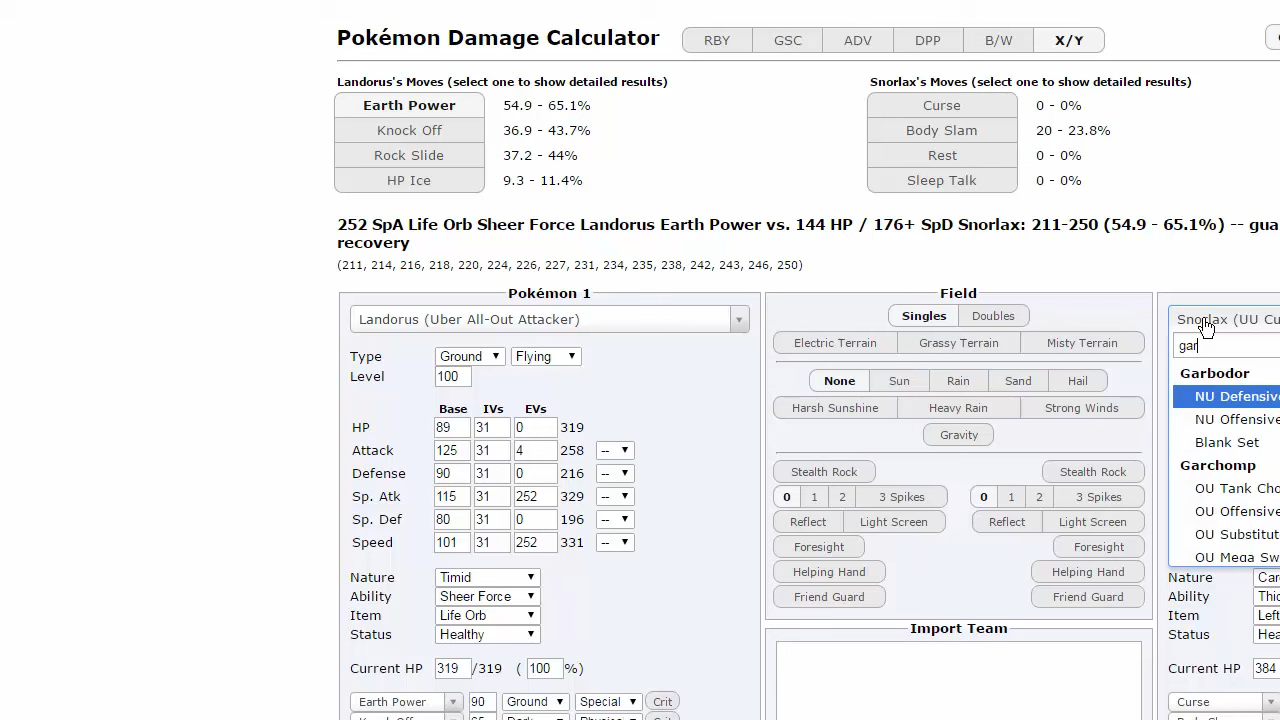 Pokémon Damage Calculator
RBY GSC ADV DPP B/W X/Y
Landorus's Moves (select one to show detailed results)
Earth Power 54.9 - 65.1%
Knock Off 36.9 - 43.7%
Rock Slide 37.2 - 44%
HP Ice 9.3 - 11.4%
Snorlax's Moves (select one to show detailed results)
Curse 0 - 0%
Body Slam 20 - 23.8%
Rest 0 - 0%
Sleep Talk 0 - 0%
252 SpA Life Orb Sheer Force Landorus Earth Power vs. 144 HP / 176+ SpD Snorlax: 211-250 (54.9 - 65.1%) -- gua
recovery
(211, 214, 216, 218, 220, 224, 226, 227, 231, 234, 235, 238, 242, 243, 246, 250)
Pokémon 1
Landorus (Uber All-Out Attacker)
Type Ground Flying
Level 100
Base IVs EVs
HP 89 31 0 319
Attack 125 31 4 258 --
Defense 90 31 0 216 --
Sp. Atk 115 31 252 329 --
Sp. Def 80 31 0 196 --
Speed 101 31 252 331 --
Nature Timid
Ability Sheer Force
Item Life Orb
Status Healthy
Current HP 319 /319 ( 100 %)
Earth Power 90 Ground Special Crit
Field
Singles Doubles
Electric Terrain Grassy Terrain Misty Terrain
None Sun Rain Sand Hail
Harsh Sunshine Heavy Rain Strong Winds
Gravity
Stealth Rock Stealth Rock
0 1 2 3 Spikes 0 1 2 3 Spikes
Reflect Light Screen Reflect Light Screen
Foresight Foresight
Helping Hand Helping Hand
Friend Guard Friend Guard
Import Team
Snorlax (UU Cu
gar
Garbodor
NU Defensive
NU Offensive
Blank Set
Garchomp
OU Tank Cho
OU Offensive
OU Substitut
OU Mega Sw
Nature Car
Ability Thic
Item Left
Status Hea
Current HP 384
Curse